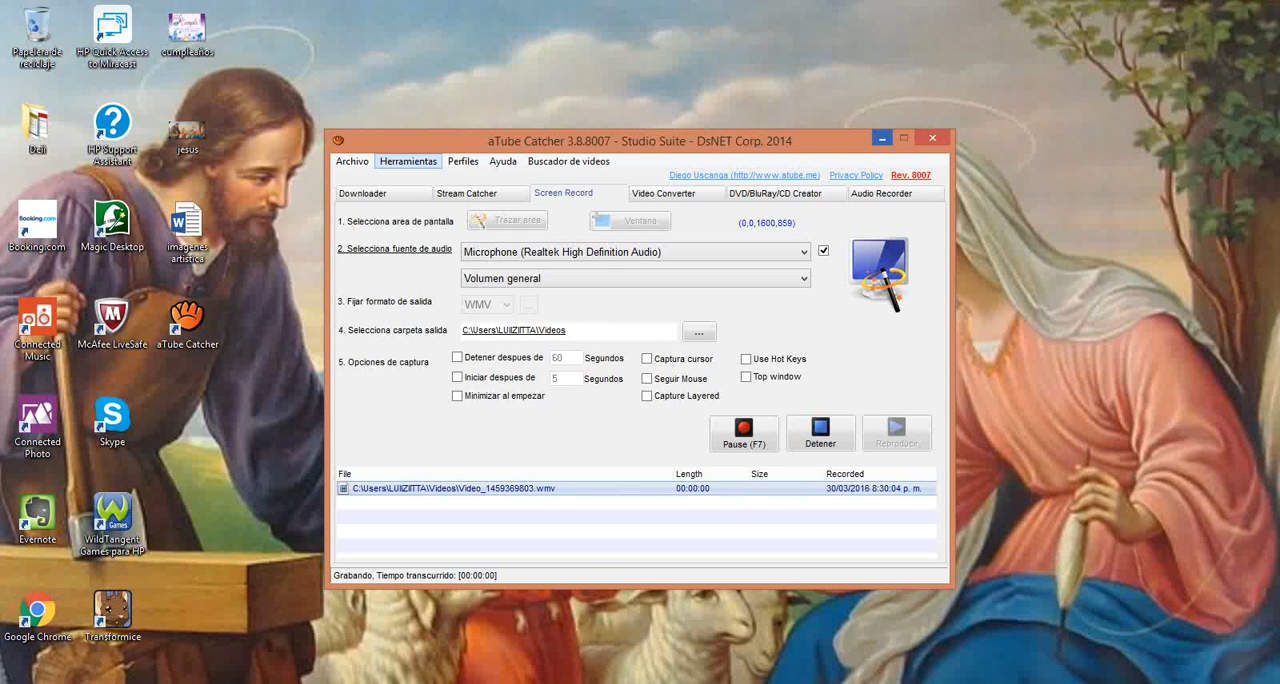 Papelera de
reciclaje
HP Quick Access
to Miracast
cumpleaños
Deli
HP Support
Assistant
jesus
Booking.com
Booking.com
Magic Desktop
imagenes
artistica
Connected
Music
McAfee LiveSafe
aTube Catcher
Connected
Photo
Skype
Evernote
WildTangent
Games para HP
Google Chrome
Transformice
aTube Catcher 3.8.8007 - Studio Suite - DsNET Corp. 2014
Archivo Herramientas Perfiles Ayuda Buscador de videos
Diego Uscanga (http://www.atube.me) Privacy Policy Rev. 8007
Downloader Stream Catcher Screen Record Video Converter DVD/BluRay/CD Creator Audio Recorder
1. Selecciona area de pantalla Trazar area Ventana (0,0,1600,859)
2. Selecciona fuente de audio Microphone (Realtek High Definition Audio)
Volumen general
3. Fijar formato de salida WMV ...
4. Selecciona carpeta salida C:\Users\LUIIZIITTA\Videos ...
5. Opciones de captura Detener despues de 60 Segundos Captura cursor Use Hot Keys
Iniciar despues de 5 Segundos Seguir Mouse Top window
Minimizar al empezar Capture Layered
Pause (F7) Detener Reproducir
File Length Size Recorded
C:\Users\LUIIZIITTA\Videos\Video_1459369803.wmv 00:00:00 30/03/2016 8:30:04 p. m.
Grabando, Tiempo transcurrido: [00:00:00]